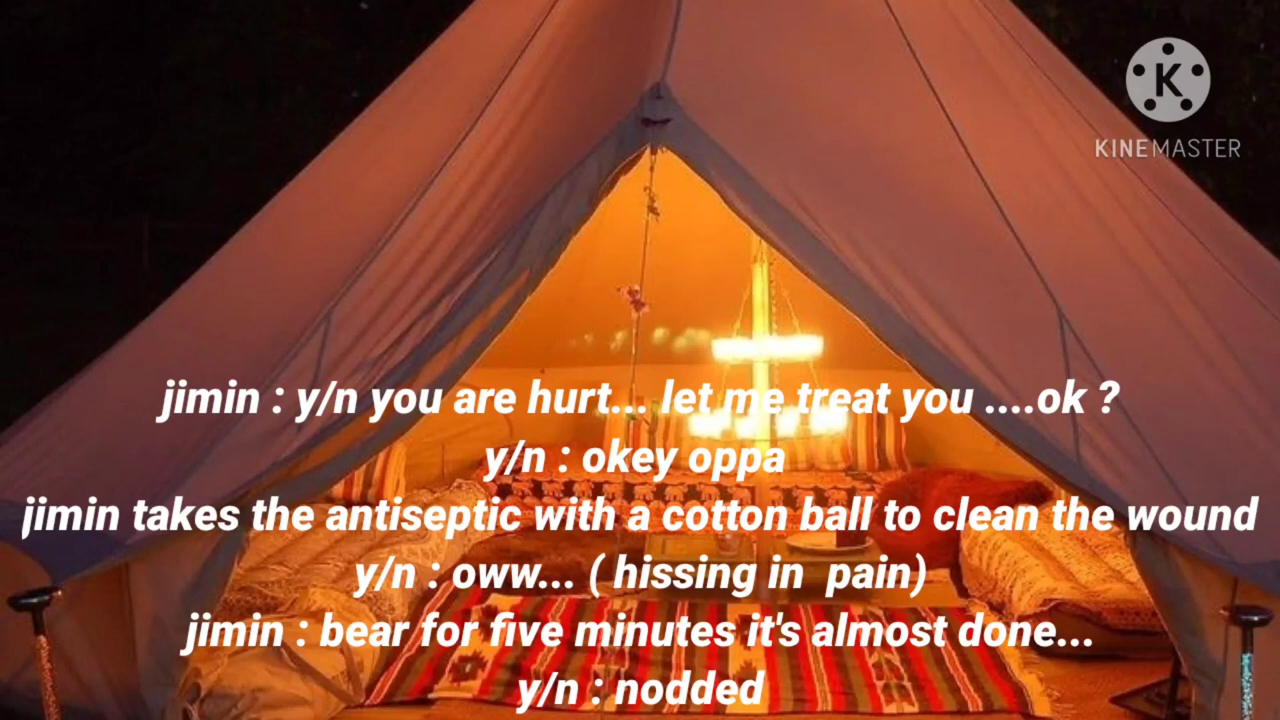 K
KINEMASTER
jimin : y/n you are hurt... let me treat you ....ok ?
y/n : okey oppa
jimin takes the antiseptic with a cotton ball to clean the wound
y/n : oww... ( hissing in pain)
jimin : bear for five minutes it's almost done...
y/n : nodded